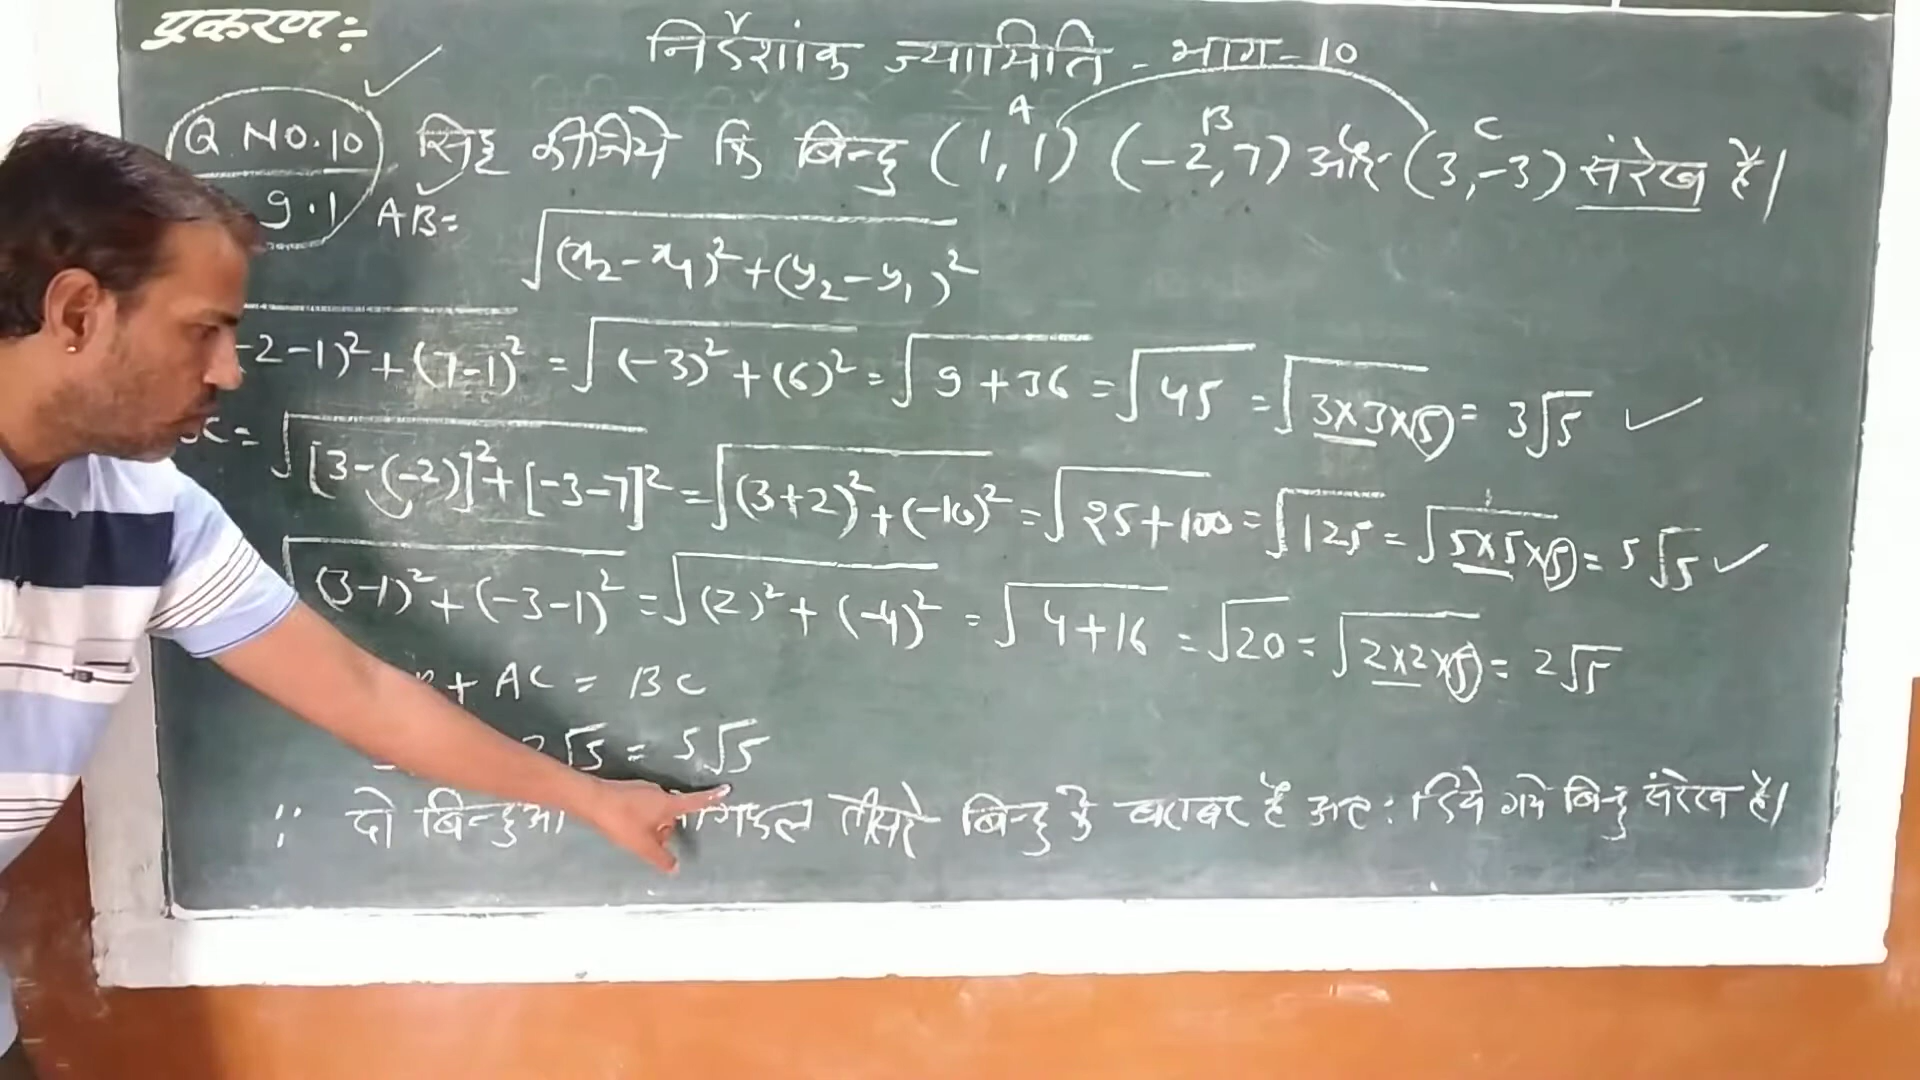 प्रकरण:-
निर्देशांक ज्यामिति - भाग-10
Q. NO. 10 सिद्ध कीजिये कि बिन्दु (1,1) (-2,7) और (3,-3) संरेख है।
A B C
9.1
AB= √(x₂-x₁)²+(y₂-y₁)²
-2-1)²+(7-1)² = √(-3)²+(6)² = √9+36 = √45 = √3×3×5 = 3√5 ✓
C= √[3-(-2)]²+[-3-7]² = √(3+2)²+(-10)² = √25+100 = √125 = √5×5×5 = 5√5 ✓
√(3-1)²+(-3-1)² = √(2)²+(-4)² = √4+16 = √20 = √2×2×5 = 2√5
+ AC = BC
2√5 = 5√5
∵ दो तीसरे बिन्दु के बराबर है अत: दिये गये बिन्दु संरेख है।